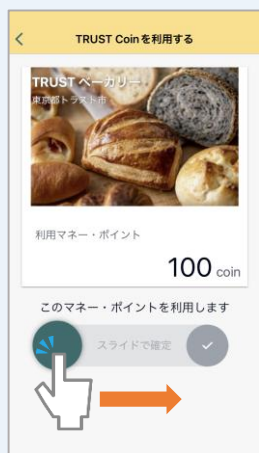 TRUST Coinを利用する
TRUST ベーカリー
東京都トラスト市
利用マネー・ポイント
100 coin
このマネー・ポイントを利用します
スライドで確定